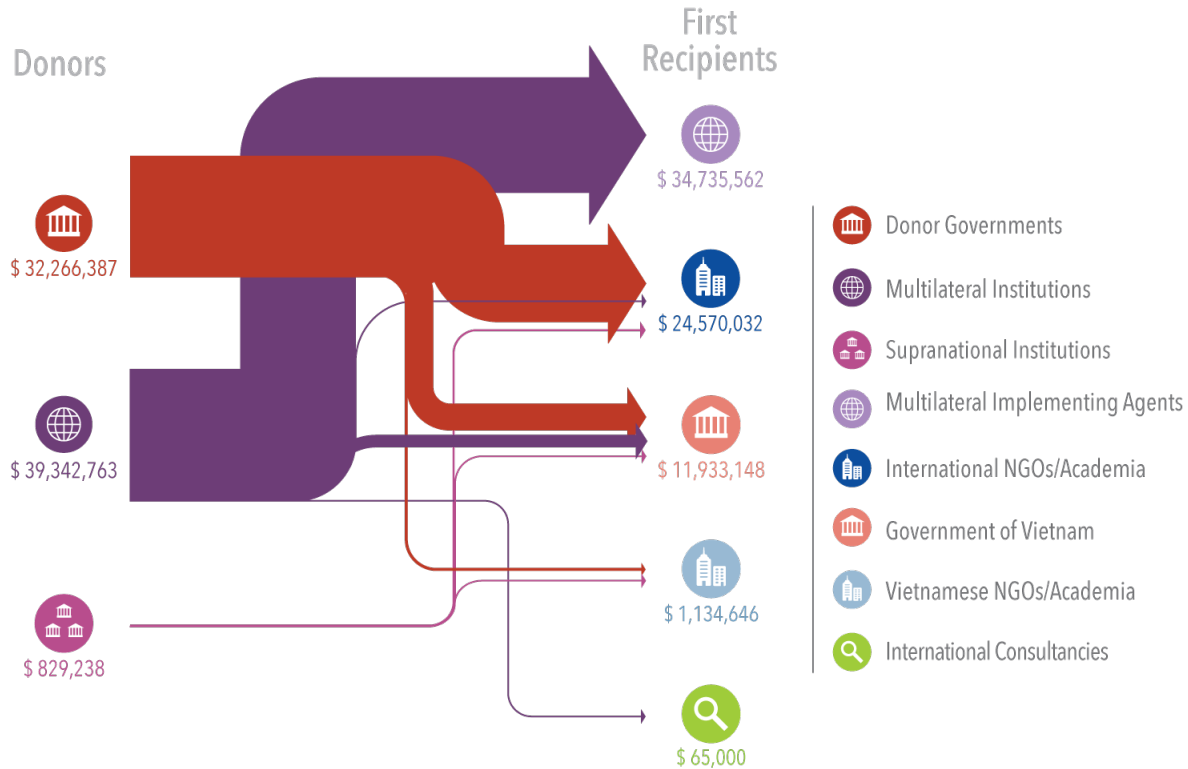 Donors
First
Recipients
$ 32,266,387
$ 39,342,763
$ 829,238
$ 34,735,562
$ 24,570,032
$ 11,933,148
$ 1,134,646
$ 65,000
Donor Governments
Multilateral Institutions
Supranational Institutions
Multilateral Implementing Agents
International NGOs/Academia
Government of Vietnam
Vietnamese NGOs/Academia
International Consultancies